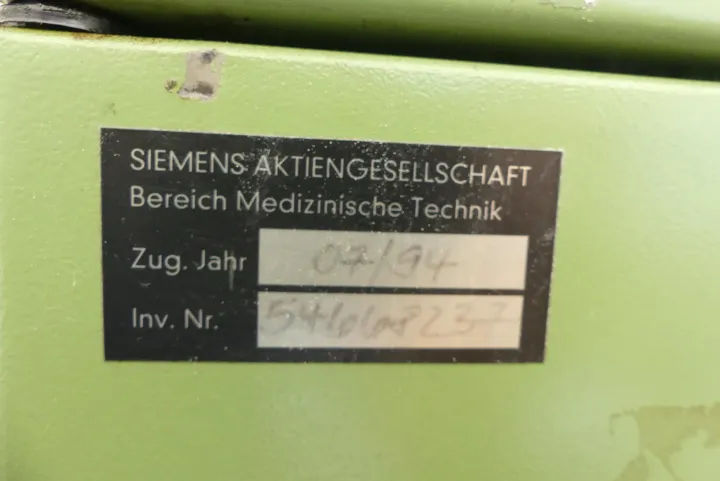 SIEMENS AKTIENGESELLSCHAFT
Bereich Medizinische Technik
Zug. Jahr 07/94
Inv. Nr.